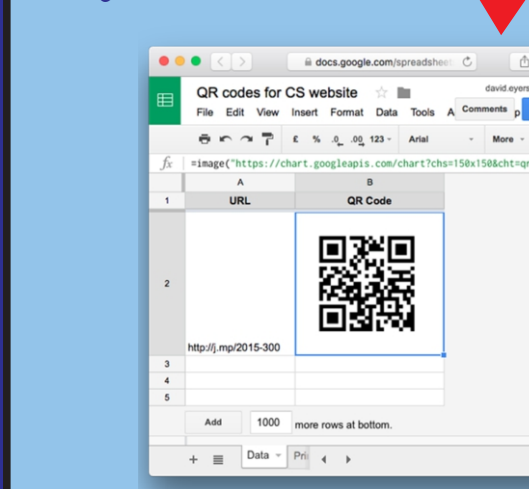 docs.google.com/spreadshee
QR codes for CS website
david.eyers
File Edit View Insert Format Data Tools A Comments p
£ % .0 .00 123 Arial More
fx =image("https://chart.googleapis.com/chart?chs=150x150&cht=qr
A B
1 URL QR Code
2 http://j.mp/2015-300
3
4
5
Add 1000 more rows at bottom.
+ Data Pri